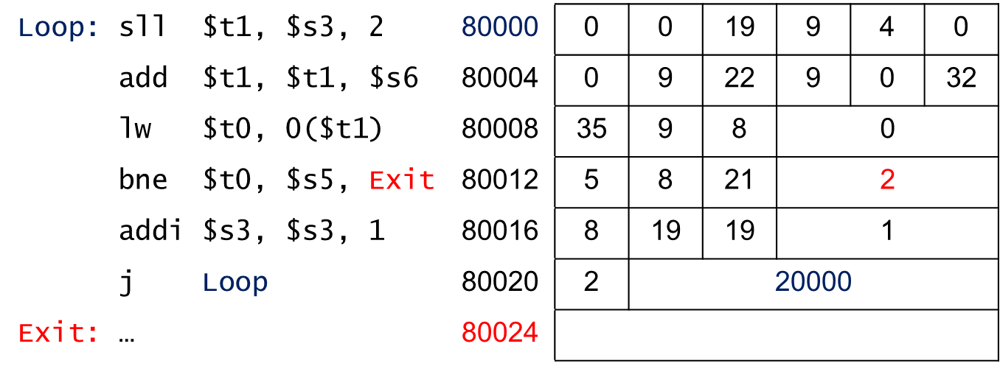 Loop: sll $t1, $s3, 2 80000 0 0 19 9 4 0
add $t1, $t1, $s6 80004 0 9 22 9 0 32
lw $t0, 0($t1) 80008 35 9 8 0
bne $t0, $s5, Exit 80012 5 8 21 2
addi $s3, $s3, 1 80016 8 19 19 1
j Loop 80020 2 20000
Exit: … 80024